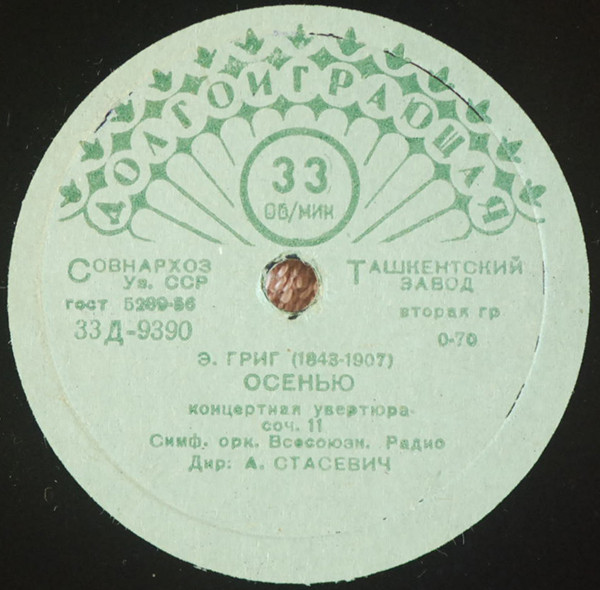 ДОЛГОИГРАЮЩАЯ
33
ОБ/МИН
СОВНАРХОЗ
Уз. ССР
ГОСТ 5289-56
33Д-9390
ТАШКЕНТСКИЙ
ЗАВОД
вторая гр
0-70
Э. ГРИГ (1843-1907)
ОСЕНЬЮ
концертная увертюра
соч. 11
Симф. орк. Всесоюзн. Радио
Дир: А. СТАСЕВИЧ